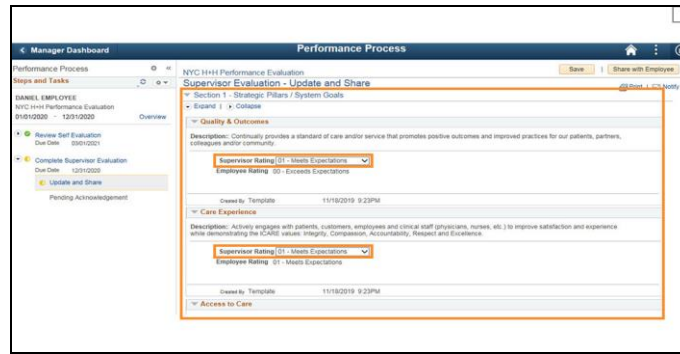 Manager Dashboard
Performance Process
Performance Process
Steps and Tasks
DANIEL EMPLOYEE
NYC H+H Performance Evaluation
01/01/2020 - 12/31/2020 Overview
Review Self Evaluation
Due Date 03/01/2021
Complete Supervisor Evaluation
Due Date 12/31/2020
Update and Share
Pending Acknowledgement
NYC H+H Performance Evaluation
Save | Share with Employee
Supervisor Evaluation - Update and Share
Print | Notify
Section 1 - Strategic Pillars / System Goals
Expand | Collapse
Quality & Outcomes
Description: Continually provides a standard of care and/or service that promotes positive outcomes and improved practices for our patients, partners,
colleagues and/or community.
Supervisor Rating 01 - Meets Expectations
Employee Rating 00 - Exceeds Expectations
Created By Template 11/18/2019 9:23PM
Care Experience
Description: Actively engages with patients, customers, employees and clinical staff (physicians, nurses, etc.) to improve satisfaction and experience
while demonstrating the ICARE values: Integrity, Compassion, Accountability, Respect and Excellence.
Supervisor Rating 01 - Meets Expectations
Employee Rating 01 - Meets Expectations
Created By Template 11/18/2019 9:23PM
Access to Care